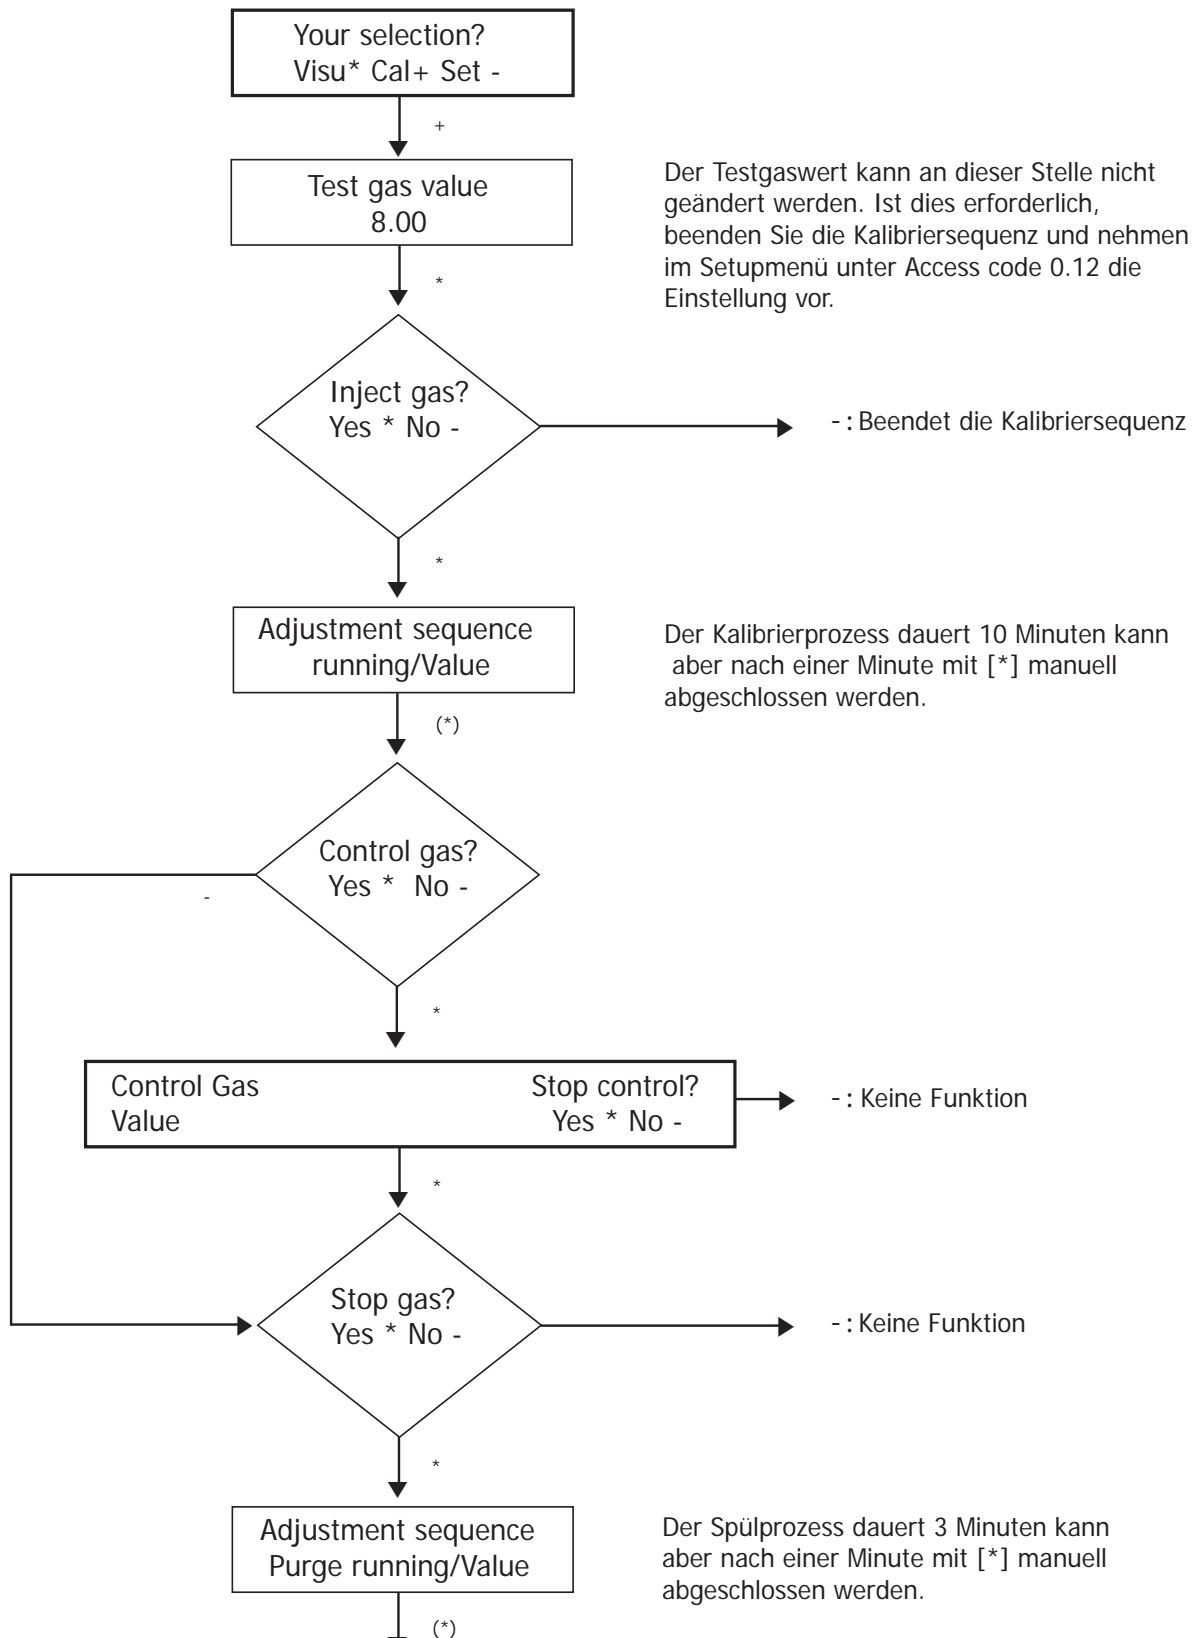 Your selection?
Visu* Cal+ Set -
+
Test gas value
8.00
Der Testgaswert kann an dieser Stelle nicht
geändert werden. Ist dies erforderlich,
beenden Sie die Kalibriersequenz und nehmen
im Setupmenü unter Access code 0.12 die
Einstellung vor.
*
Inject gas?
Yes * No -
-: Beendet die Kalibriersequenz
*
Adjustment sequence
running/Value
Der Kalibrierprozess dauert 10 Minuten kann
aber nach einer Minute mit [*] manuell
abgeschlossen werden.
(*)
Control gas?
Yes * No -
-
*
Control Gas Stop control?
Value Yes * No -
-: Keine Funktion
*
Stop gas?
Yes * No -
-: Keine Funktion
*
Adjustment sequence
Purge running/Value
Der Spülprozess dauert 3 Minuten kann
aber nach einer Minute mit [*] manuell
abgeschlossen werden.
(*)